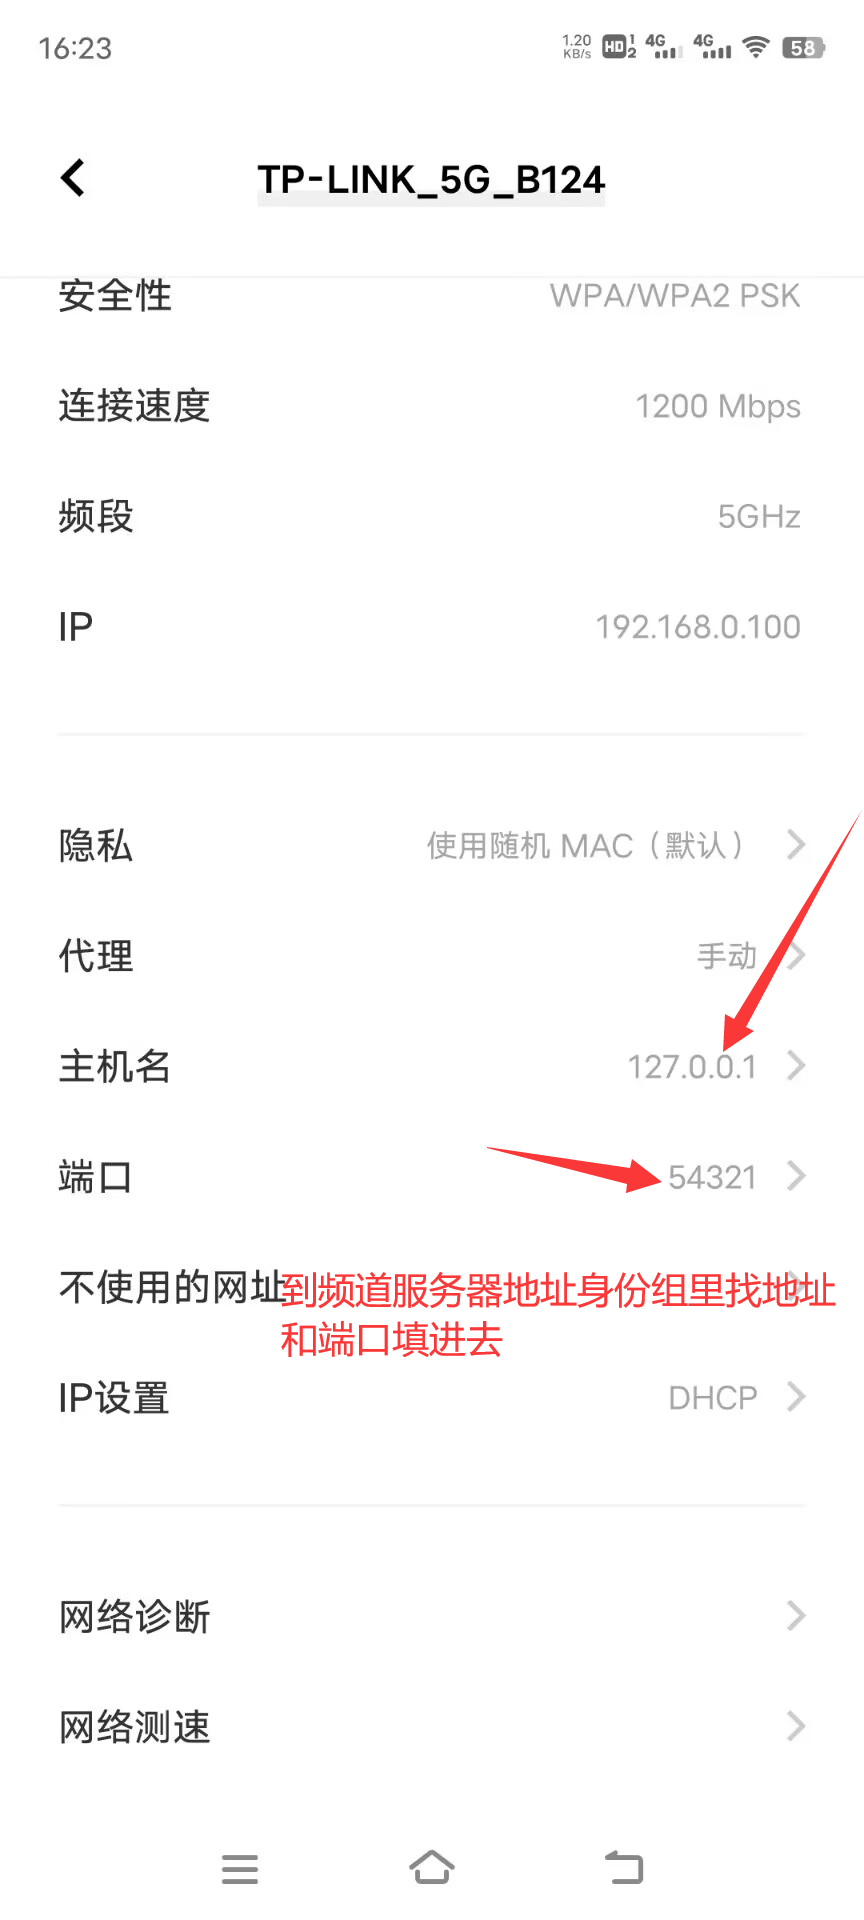 16:23
1.20 KB/s HD 1 2 4G 4G 58
TP-LINK_5G_B124
安全性 WPA/WPA2 PSK
连接速度 1200 Mbps
频段 5GHz
IP 192.168.0.100
隐私 使用随机 MAC（默认）
代理 手动
主机名 127.0.0.1
端口 54321
不使用的网址
到频道服务器地址身份组里找地址
和端口填进去
IP设置 DHCP
网络诊断
网络测速